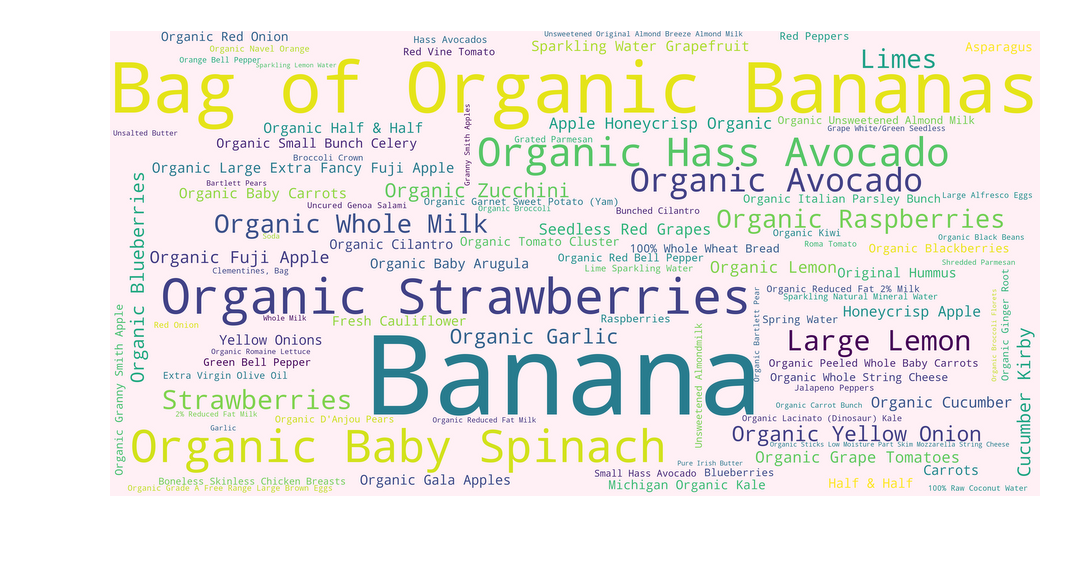 Organic Red Onion
Hass Avocados
Unsweetened Original Almond Breeze Almond Milk
Red Peppers
Organic Navel Orange
Red Vine Tomato
Sparkling Water Grapefruit
Asparagus
Orange Bell Pepper
Sparkling Lemon Water
Limes
Bag of Organic Bananas
Unsalted Butter
Organic Half & Half
Granny Smith Apples
Apple Honeycrisp Organic
Organic Unsweetened Almond Milk
Grape White/Green Seedless
Organic Small Bunch Celery
Grated Parmesan
Organic Hass Avocado
Broccoli Crown
Organic Large Extra Fancy Fuji Apple
Organic Blueberries
Bartlett Pears
Organic Baby Carrots
Organic Zucchini
Organic Avocado
Uncured Genoa Salami
Organic Garnet Sweet Potato (Yam)
Organic Broccoli
Bunched Cilantro
Organic Italian Parsley Bunch
Large Alfresco Eggs
Organic Whole Milk
Soda
Seedless Red Grapes
Organic Raspberries
Organic Kiwi
Organic Black Beans
Organic Cilantro
Organic Tomato Cluster
100% Whole Wheat Bread
Roma Tomato
Organic Blackberries
Organic Fuji Apple
Clementines, Bag
Organic Baby Arugula
Organic Red Bell Pepper
Lime Sparkling Water
Organic Lemon
Original Hummus
Shredded Parmesan
Organic Strawberries
Organic Reduced Fat 2% Milk
Sparkling Natural Mineral Water
Organic Bartlett Pear
Organic Broccoli Florets
Organic Ginger Root
Organic Granny Smith Apple
Red Onion
Whole Milk
Fresh Cauliflower
Raspberries
Spring Water
Honeycrisp Apple
Yellow Onions
Organic Garlic
Unsweetened Almondmilk
Large Lemon
Cucumber Kirby
Organic Romaine Lettuce
Green Bell Pepper
Banana
Organic Peeled Whole Baby Carrots
Extra Virgin Olive Oil
Organic Whole String Cheese
Jalapeno Peppers
Strawberries
2% Reduced Fat Milk
Organic D'Anjou Pears
Organic Reduced Fat Milk
Organic Carrot Bunch
Organic Cucumber
Organic Lacinato (Dinosaur) Kale
Garlic
Organic Baby Spinach
Organic Yellow Onion
Organic Sticks Low Moisture Part Skim Mozzarella String Cheese
Pure Irish Butter
Organic Grape Tomatoes
Small Hass Avocado
Blueberries
Carrots
Boneless Skinless Chicken Breasts
Organic Grade A Free Range Large Brown Eggs
Organic Gala Apples
Michigan Organic Kale
Half & Half
100% Raw Coconut Water